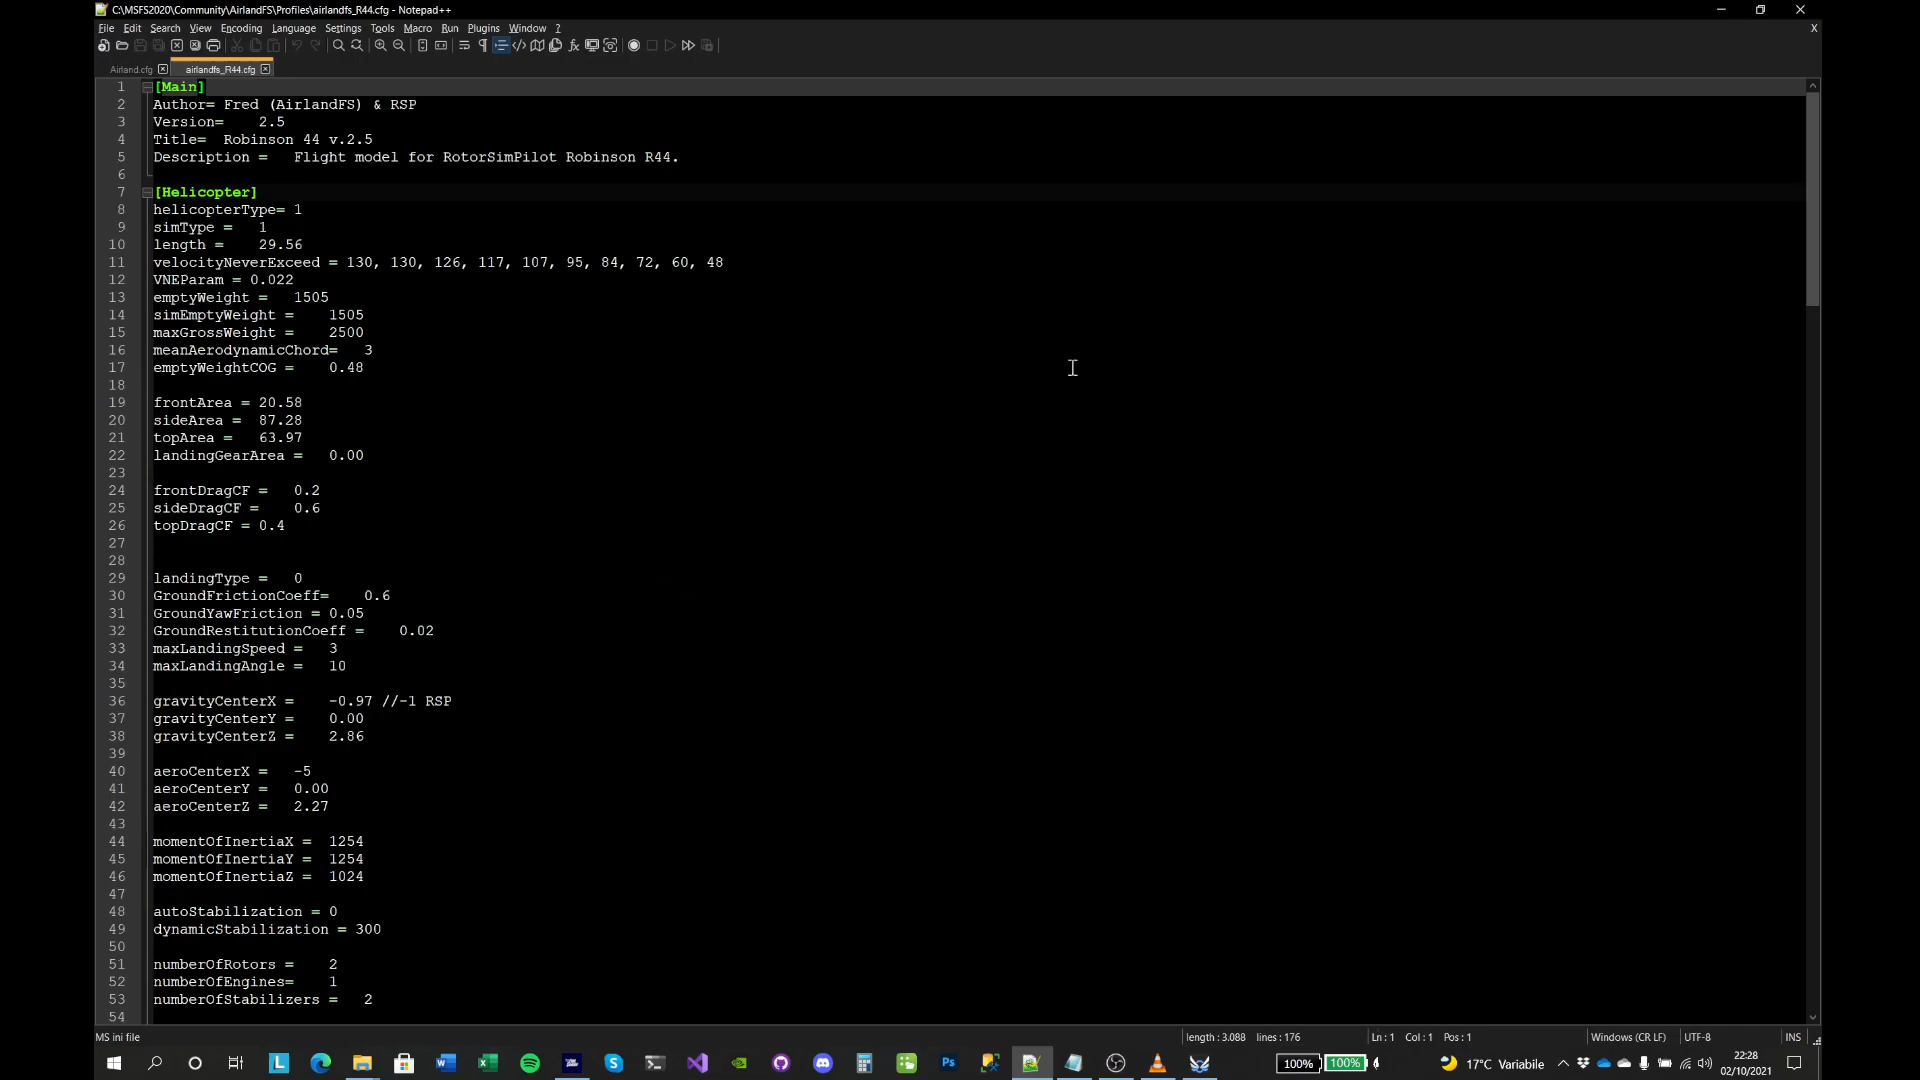 C:\MSFS2020\Community\AirlandFS\Profiles\airlandfs_R44.cfg - Notepad++
File Edit Search View Encoding Language Settings Tools Macro Run Plugins Window ?
X
Airland.cfg airlandfs_R44.cfg
1 [Main]
2 Author= Fred (AirlandFS) & RSP
3 Version= 2.5
4 Title= Robinson 44 v.2.5
5 Description = Flight model for RotorSimPilot Robinson R44.
6
7 [Helicopter]
8 helicopterType= 1
9 simType = 1
10 length = 29.56
11 velocityNeverExceed = 130, 130, 126, 117, 107, 95, 84, 72, 60, 48
12 VNEParam = 0.022
13 emptyWeight = 1505
14 simEmptyWeight = 1505
15 maxGrossWeight = 2500
16 meanAerodynamicChord= 3
17 emptyWeightCOG = 0.48
18
19 frontArea = 20.58
20 sideArea = 87.28
21 topArea = 63.97
22 landingGearArea = 0.00
23
24 frontDragCF = 0.2
25 sideDragCF = 0.6
26 topDragCF = 0.4
27
28
29 landingType = 0
30 GroundFrictionCoeff= 0.6
31 GroundYawFriction = 0.05
32 GroundRestitutionCoeff = 0.02
33 maxLandingSpeed = 3
34 maxLandingAngle = 10
35
36 gravityCenterX = -0.97 //-1 RSP
37 gravityCenterY = 0.00
38 gravityCenterZ = 2.86
39
40 aeroCenterX = -5
41 aeroCenterY = 0.00
42 aeroCenterZ = 2.27
43
44 momentOfInertiaX = 1254
45 momentOfInertiaY = 1254
46 momentOfInertiaZ = 1024
47
48 autoStabilization = 0
49 dynamicStabilization = 300
50
51 numberOfRotors = 2
52 numberOfEngines= 1
53 numberOfStabilizers = 2
54
MS ini file length : 3.088 lines : 176 Ln : 1 Col : 1 Pos : 1 Windows (CR LF) UTF-8 INS
100% 100% 17°C Variabile 22:28
02/10/2021